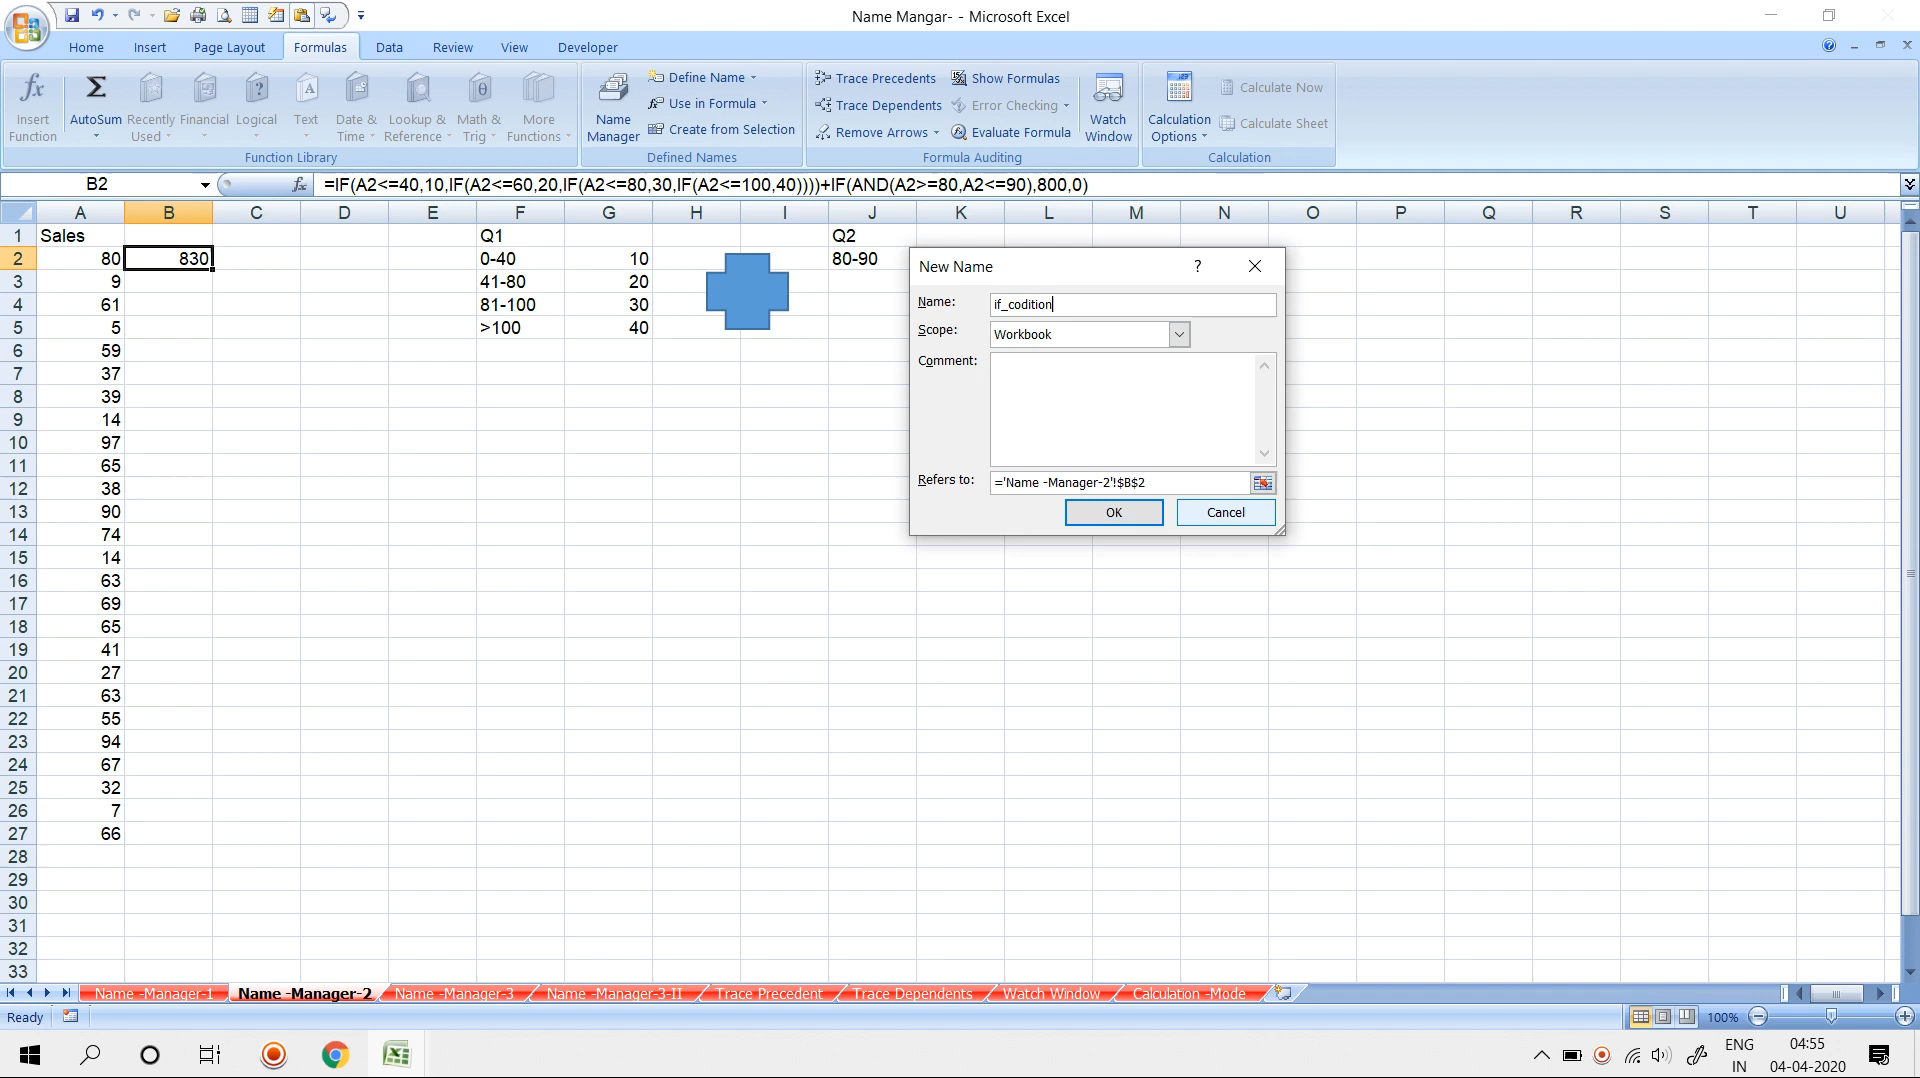 Name Mangar- - Microsoft Excel
Home Insert Page Layout Formulas Data Review View Developer
Insert Function
AutoSum
Recently Used
Financial
Logical
Text
Date & Time
Lookup & Reference
Math & Trig
More Functions
Function Library
Name Manager
Define Name
Use in Formula
Create from Selection
Defined Names
Trace Precedents
Trace Dependents
Remove Arrows
Show Formulas
Error Checking
Evaluate Formula
Formula Auditing
Watch Window
Calculation Options
Calculate Now
Calculate Sheet
Calculation
B2 fx =IF(A2<=40,10,IF(A2<=60,20,IF(A2<=80,30,IF(A2<=100,40))))+IF(AND(A2>=80,A2<=90),800,0)
A B C D E F G H I J K L M N O P Q R S T U
1 Sales Q1 Q2
2 80 830 0-40 10 80-90
3 9 41-80 20
4 61 81-100 30
5 5 >100 40
6 59
7 37
8 39
9 14
10 97
11 65
12 38
13 90
14 74
15 14
16 63
17 69
18 65
19 41
20 27
21 63
22 55
23 94
24 67
25 32
26 7
27 66
28
29
30
31
32
33
New Name ?
Name: if_codition
Scope: Workbook
Comment:
Refers to: ='Name -Manager-2'!$B$2
OK Cancel
Name -Manager-1 Name -Manager-2 Name -Manager-3 Name -Manager-3-II Trace Precedent Trace Dependents Watch Window Calculation -Mode
Ready 100%
ENG 04:55
IN 04-04-2020